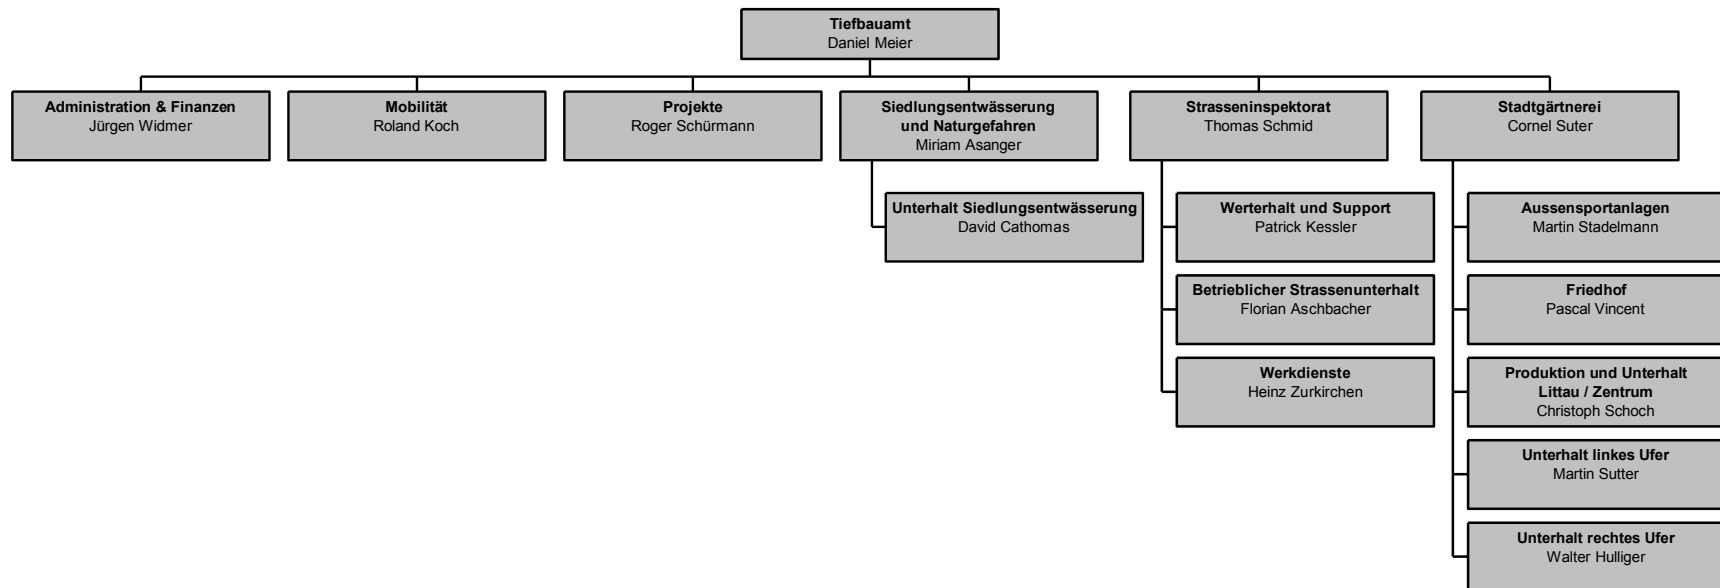 Tiefbauamt
Daniel Meier
Administration & Finanzen
Jürgen Widmer
Mobilität
Roland Koch
Projekte
Roger Schürmann
Siedlungsentwässerung
und Naturgefahren
Miriam Asanger
Strasseninspektorat
Thomas Schmid
Stadtgärtnerei
Cornel Suter
Unterhalt Siedlungsentwässerung
David Cathomas
Werterhalt und Support
Patrick Kessler
Betrieblicher Strassenunterhalt
Florian Aschbacher
Werkdienste
Heinz Zurkirchen
Aussensportanlagen
Martin Stadelmann
Friedhof
Pascal Vincent
Produktion und Unterhalt
Littau / Zentrum
Christoph Schoch
Unterhalt linkes Ufer
Martin Sutter
Unterhalt rechtes Ufer
Walter Hulliger